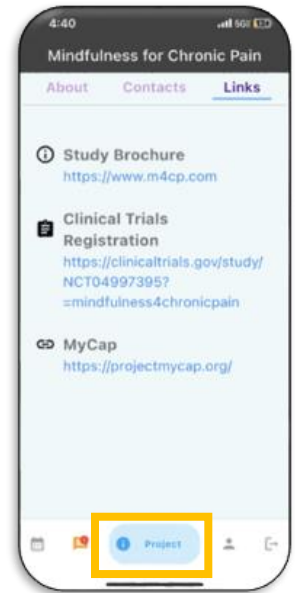 4:40
5G
Mindfulness for Chronic Pain
About Contacts Links
Study Brochure
https://www.m4cp.com
Clinical Trials
Registration
https://clinicaltrials.gov/study/
NCT04997395?
=mindfulness4chronicpain
MyCap
https://projectmycap.org/
Project